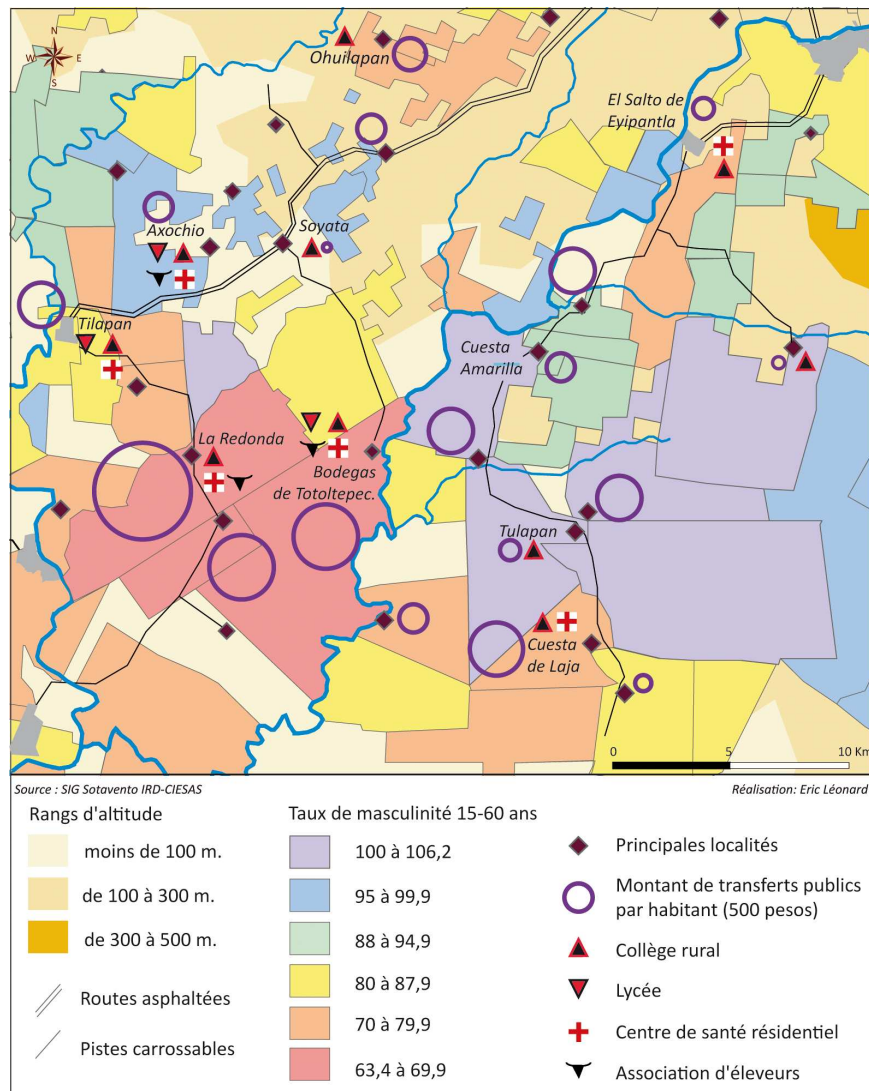 N
W E
S
Ohuilapan
El Salto de
Eyipantla
Axochio
Soyata
Tilapan
Cuesta
Amarilla
La Redonda
Bodegas
de Totoltepec.
Tulapan
Cuesta
de Laja
0 5 10 Km
Source : SIG Sotavento IRD-CIESAS
Réalisation: Eric Léonard
Rangs d'altitude
moins de 100 m.
de 100 à 300 m.
de 300 à 500 m.
Routes asphaltées
Pistes carrossables
Taux de masculinité 15-60 ans
100 à 106,2
95 à 99,9
88 à 94,9
80 à 87,9
70 à 79,9
63,4 à 69,9
Principales localités
Montant de transferts publics
par habitant (500 pesos)
Collège rural
Lycée
Centre de santé résidentiel
Association d'éleveurs